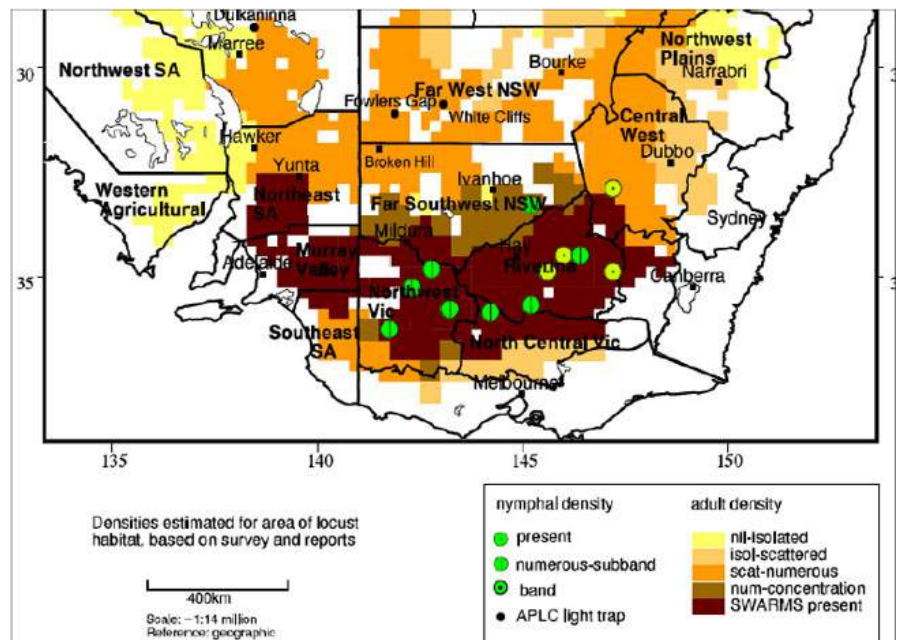 Dulkaninna
Marree
Northwest SA
Northwest
Plains
Narrabri
30
3
Bourke
Far West NSW
Fowlers Gap
White Cliffs
Central
West
Dubbo
Hawker
Broken Hill
Yunta
Ivanhoe
Western
Agricultural
Northeast
SA
Far Southwest NSW
Sydney
Mildura
Murray
Valley
Hay
Riverina
Adelaide
Canberra
35
3
Northwest
Vic
Southeast
SA
North Central Vic
Melbourne
135
140
145
150
Densities estimated for area of locust
habitat, based on survey and reports
400km
Scale: ~1:14 million
Reference: geographic
nymphal density
present
numerous-subband
band
APLC light trap
adult density
nil-isolated
isol-scattered
scat-numerous
num-concentration
SWARMS present